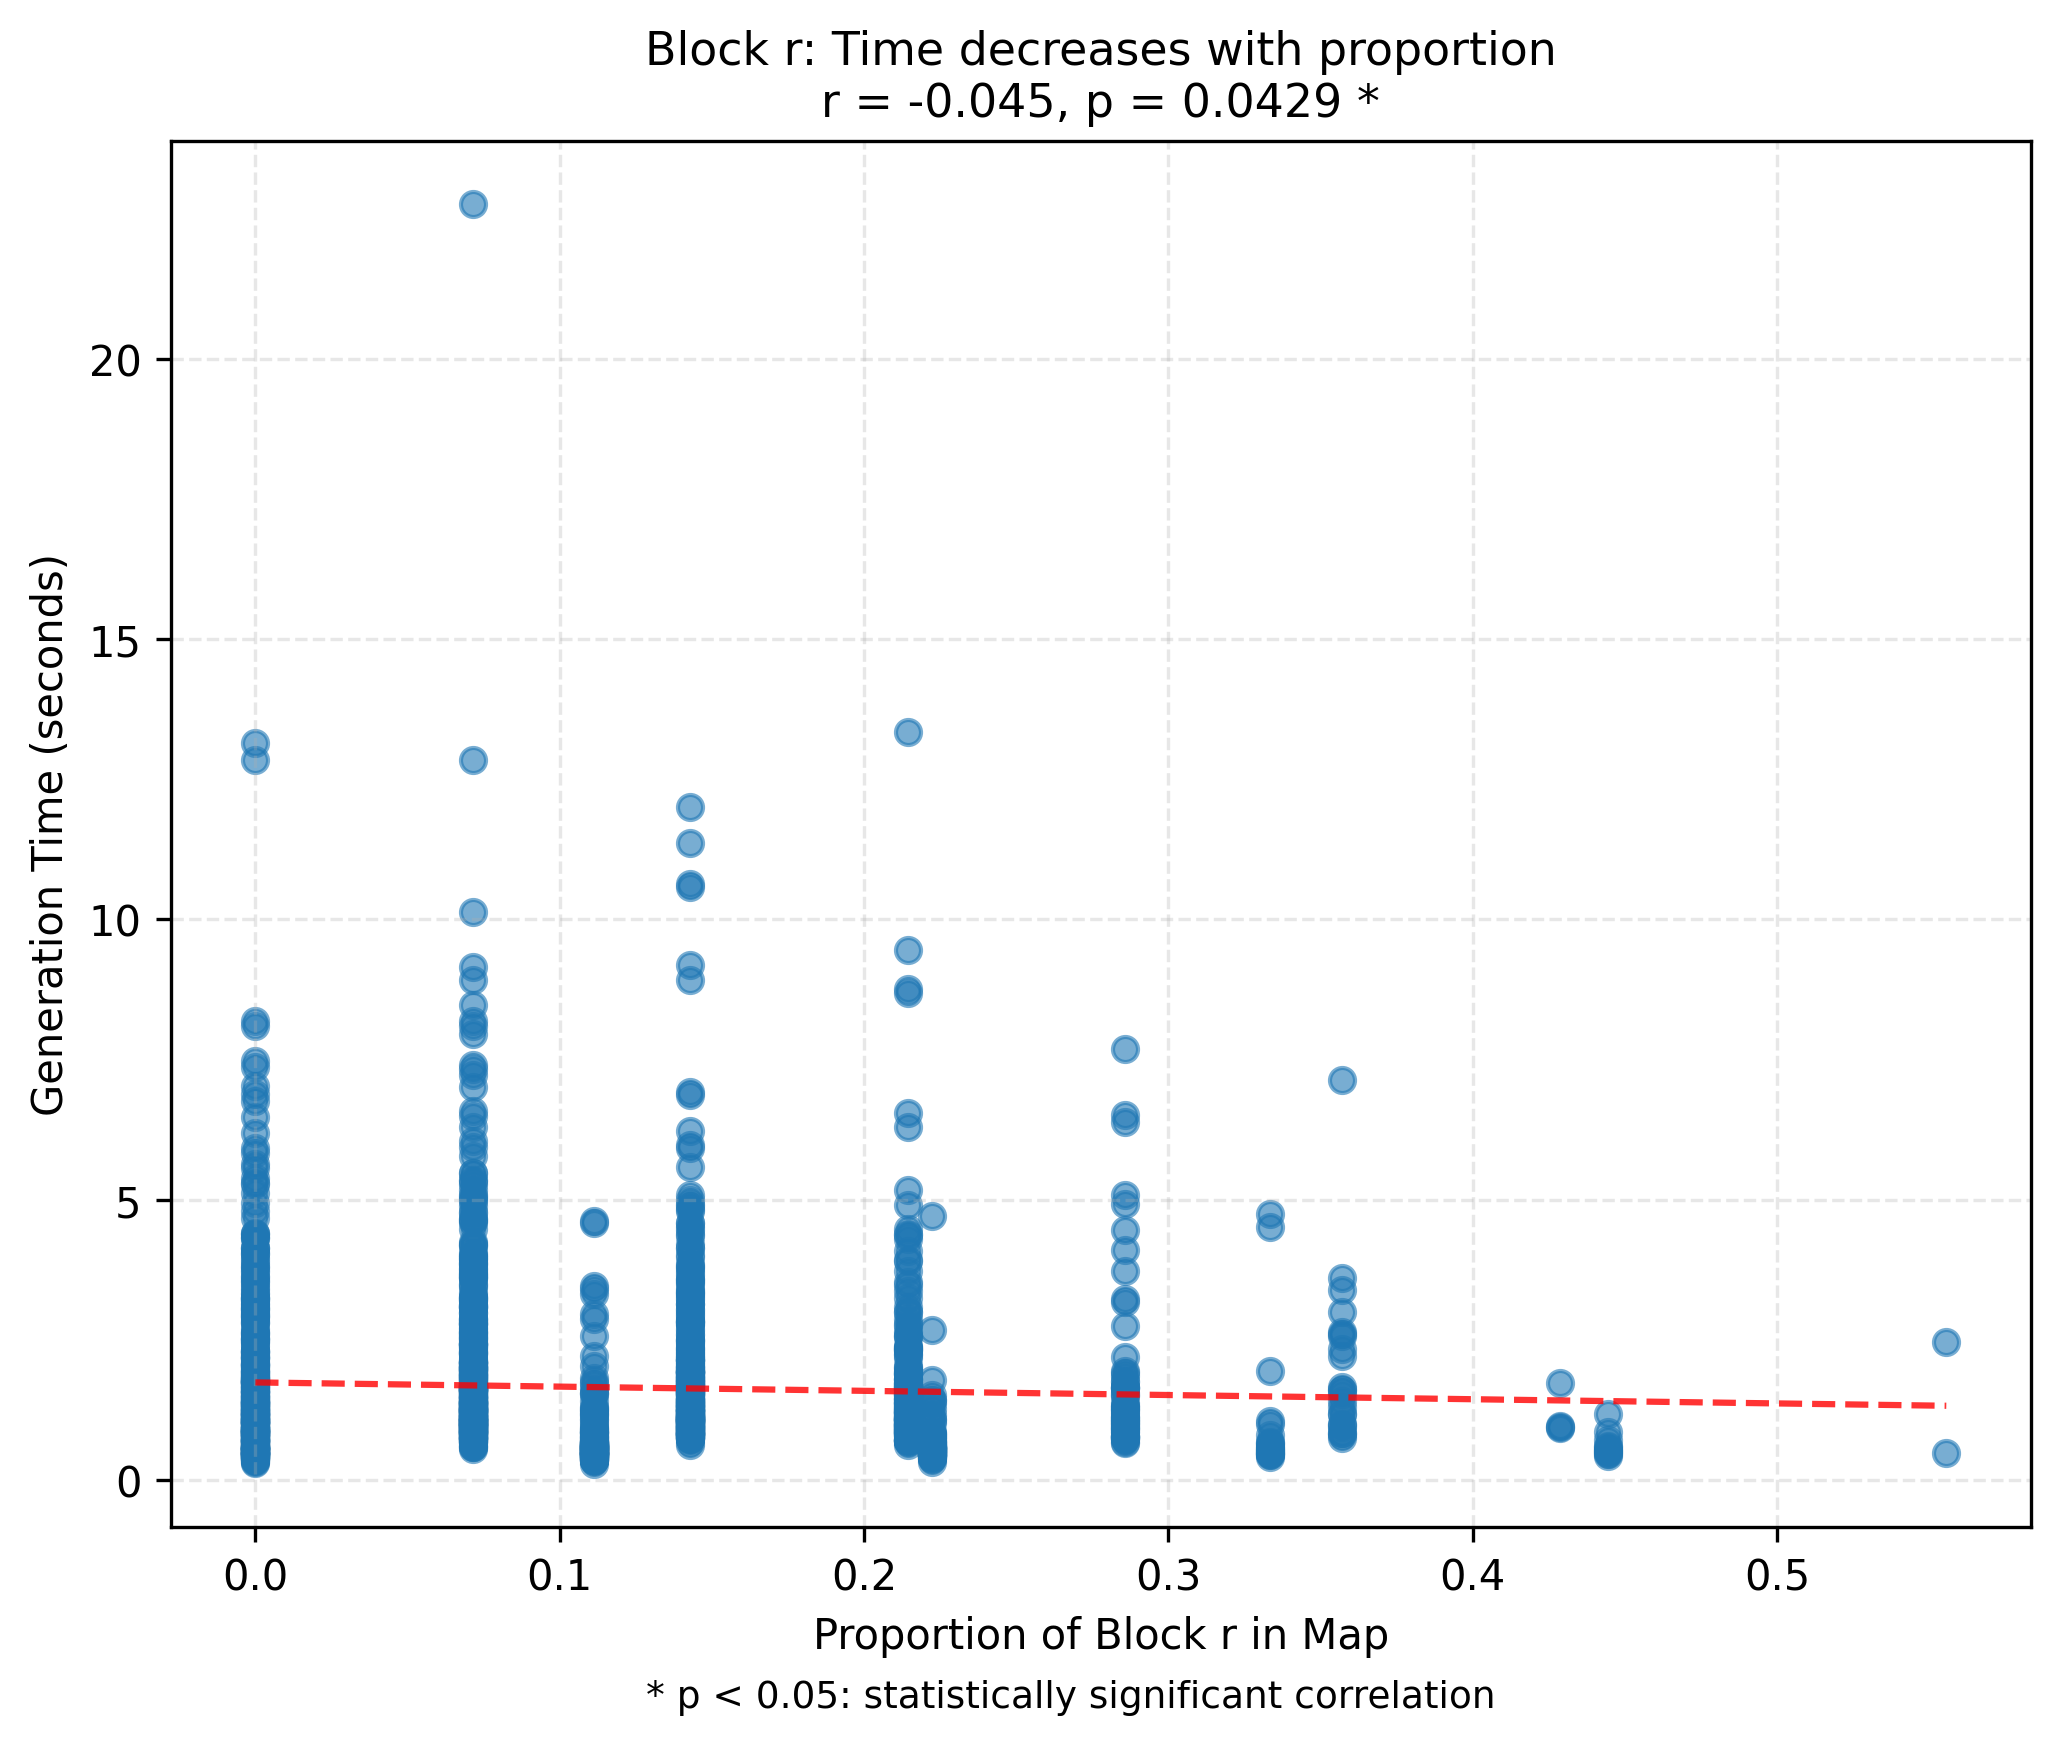 Block r: Time decreases with proportion
r = -0.045, p = 0.0429 *
Generation Time (seconds)
20
15
10
5
0
0.0 0.1 0.2 0.3 0.4 0.5
Proportion of Block r in Map
* p < 0.05: statistically significant correlation